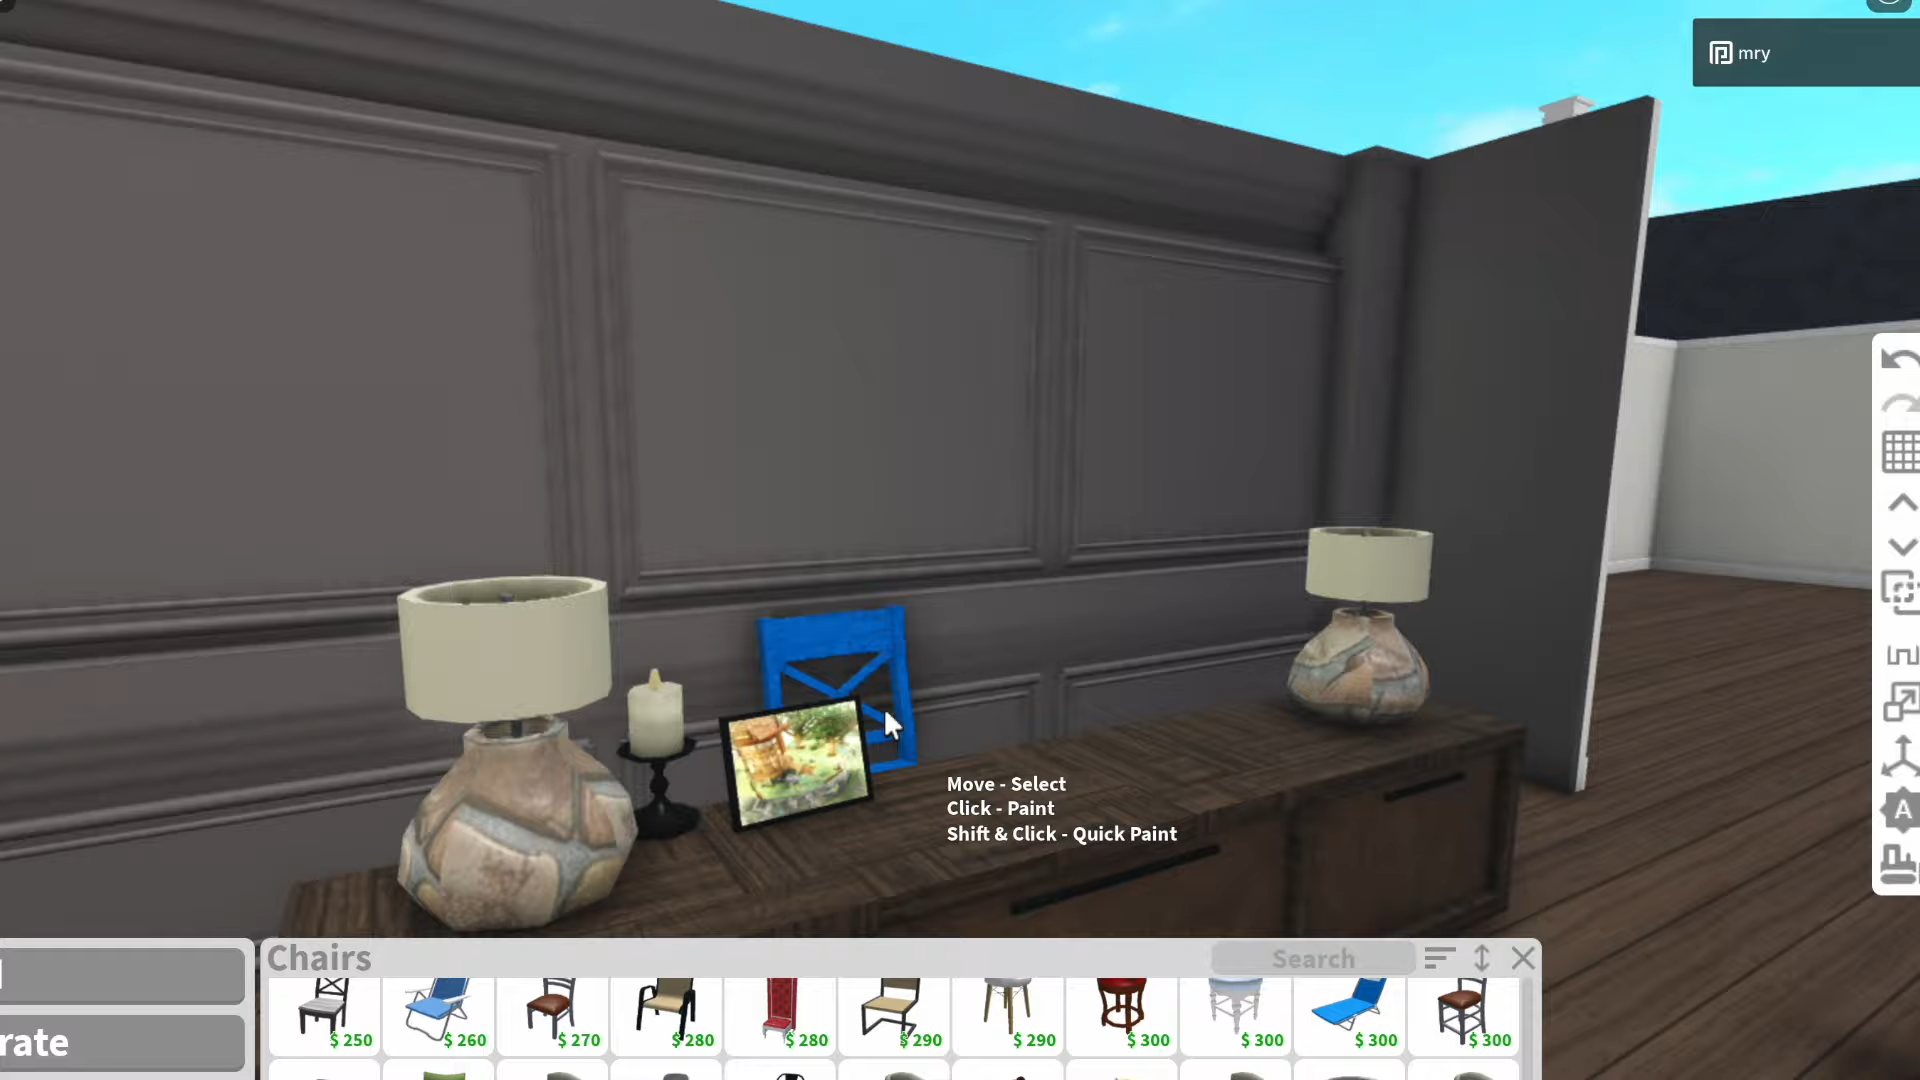 mry
Move - Select
Click - Paint
Shift & Click - Quick Paint
Chairs
Search
$ 250
$ 260
$ 270
$ 280
$ 280
$ 290
$ 290
$ 300
$ 300
$ 300
$ 300
rate
A